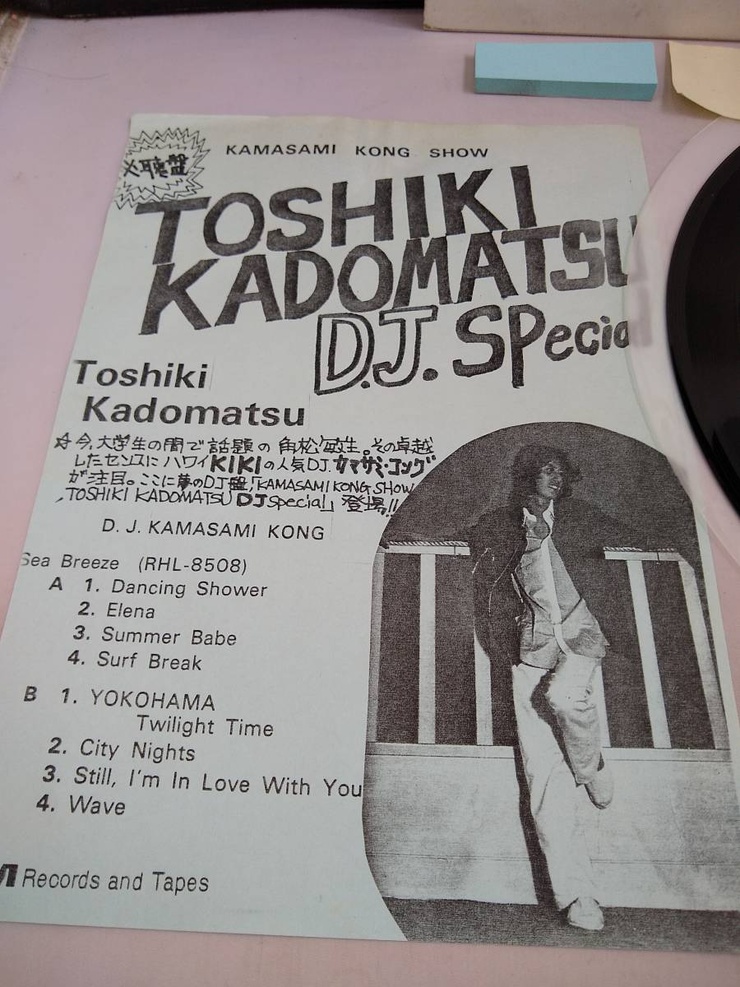 試聴盤
KAMASAMI KONG SHOW
TOSHIKI
KADOMATSU
D.J. SPecia
Toshiki
Kadomatsu
☆今、大学生の間で話題の角松敏生。その卓越
したセンスに ハワイKIKIの人気DJ.カマサミ・コング
が注目。ここに夢のDJ盤「KAMASAMI KONG SHOW
TOSHIKI KADOMATSU DJ Special」登場!!
D. J. KAMASAMI KONG
Sea Breeze (RHL-8508)
A 1. Dancing Shower
2. Elena
3. Summer Babe
4. Surf Break
B 1. YOKOHAMA
Twilight Time
2. City Nights
3. Still, I'm In Love With You
4. Wave
Records and Tapes